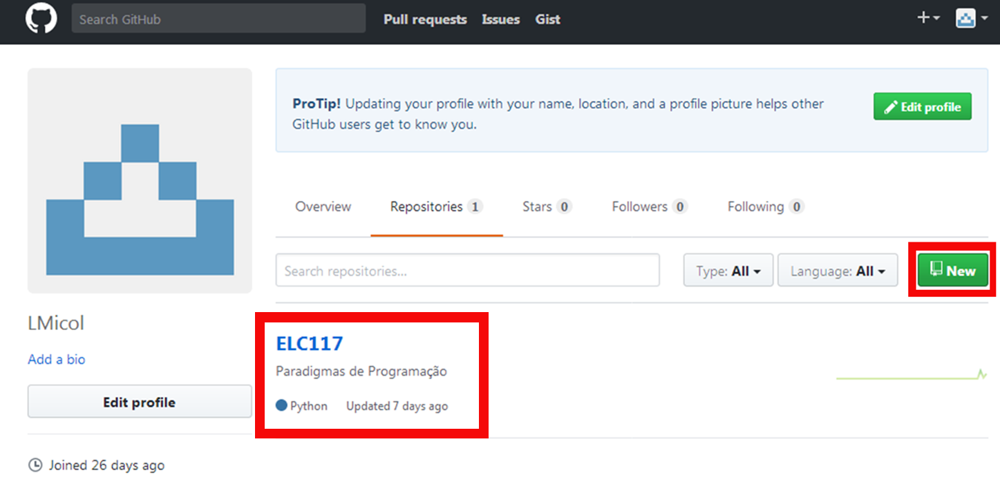 Search GitHub Pull requests Issues Gist
ProTip! Updating your profile with your name, location, and a profile picture helps other
GitHub users get to know you.
Edit profile
Overview Repositories 1 Stars 0 Followers 0 Following 0
Search repositories... Type: All Language: All New
LMicol
Add a bio
Edit profile
Joined 26 days ago
ELC117
Paradigmas de Programação
Python Updated 7 days ago